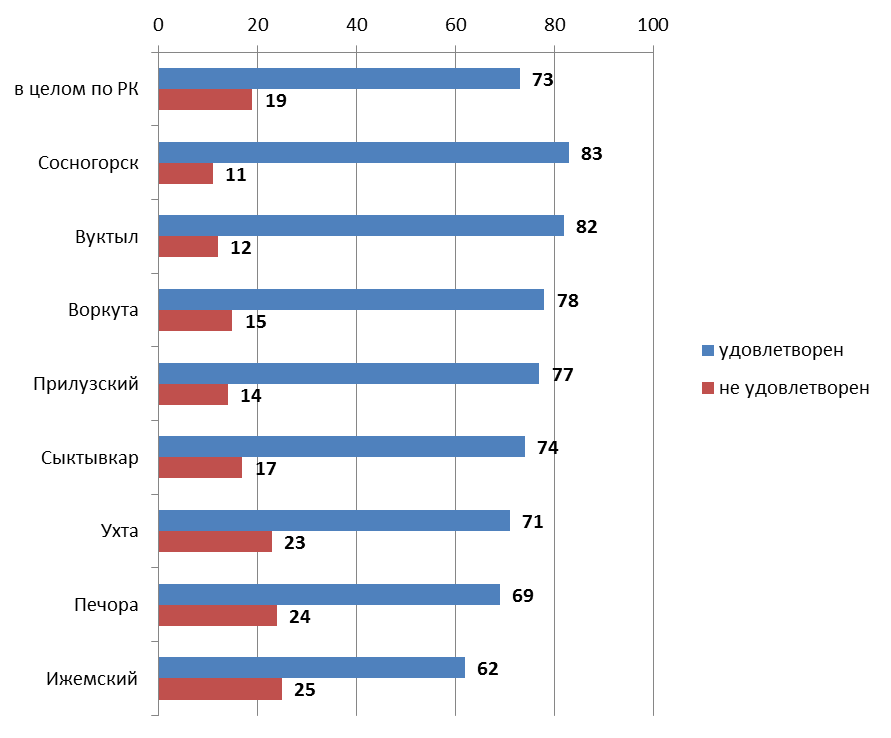 0 20 40 60 80 100
в целом по РК 73
19
Сосногорск 83
11
Вуктыл 82
12
Воркута 78
15
Прилузский 77
14
Сыктывкар 74
17
Ухта 71
23
Печора 69
24
Ижемский 62
25
удовлетворен
не удовлетворен